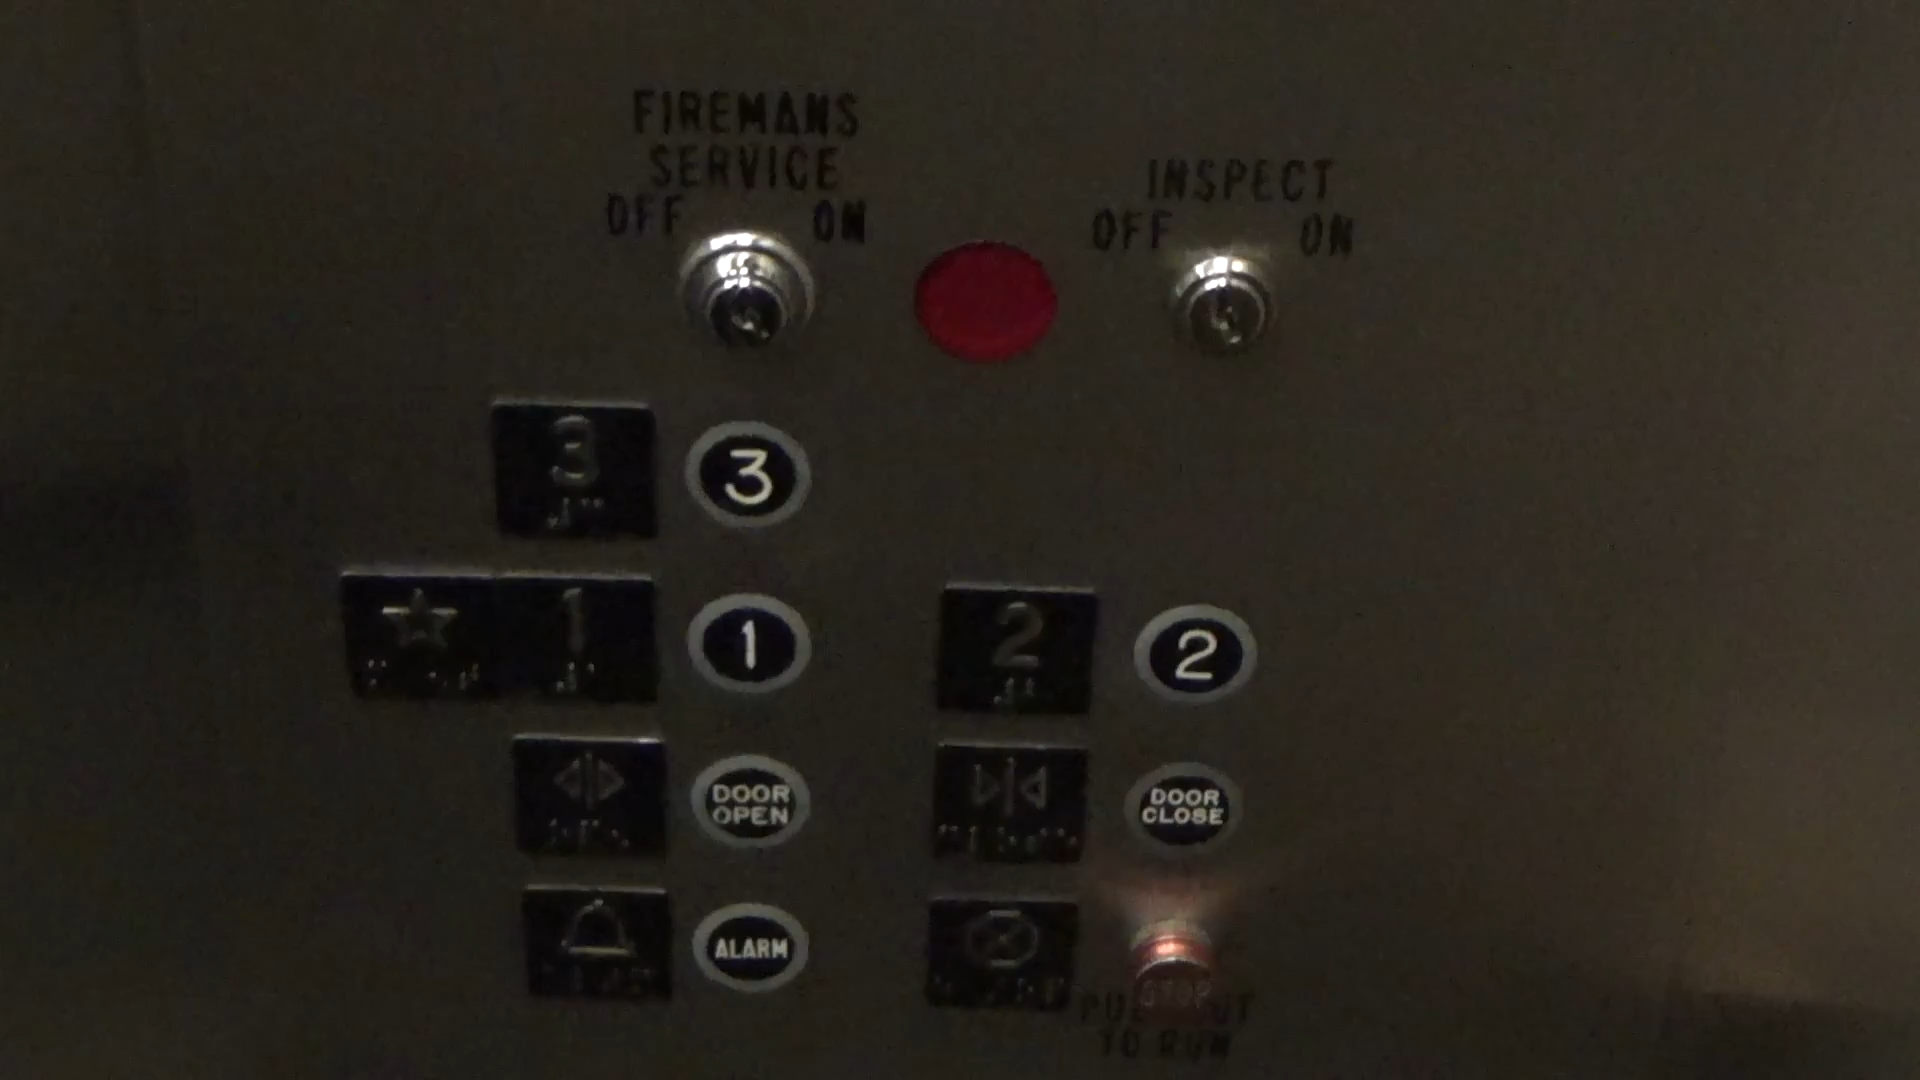 FIREMANS
SERVICE
OFF ON
INSPECT
OFF ON
3
3
1
1
2
2
DOOR
OPEN
DOOR
CLOSE
ALARM
STOP
TO RUN